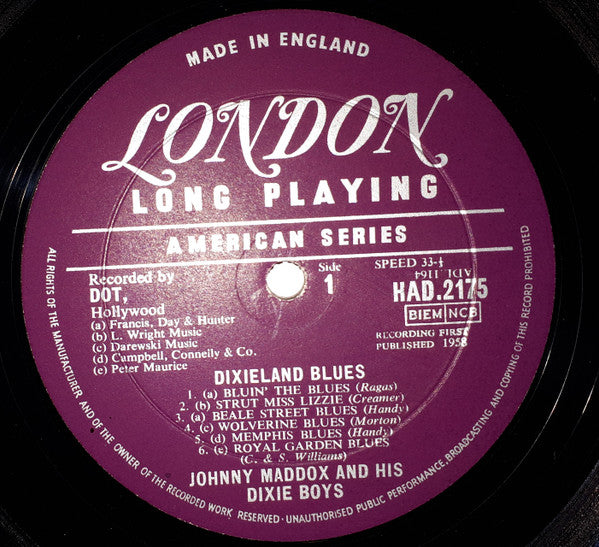 MADE IN ENGLAND
LONDON
LONG PLAYING
AMERICAN SERIES
Recorded by
DOT,
Hollywood
(a) Francis, Day & Hunter
(b) L. Wright Music
(c) Darewski Music
(d) Campbell, Connelly & Co.
(e) Peter Maurice
Side
1
SPEED 33-⅓
ADL.1164
HAD.2175
BIEM NCB
RECORDING FIRST
PUBLISHED 1958
DIXIELAND BLUES
1. (a) BLUIN' THE BLUES (Ragas)
2. (b) STRUT MISS LIZZIE (Creamer)
3. (a) BEALE STREET BLUES (Handy)
4. (c) WOLVERINE BLUES (Morton)
5. (d) MEMPHIS BLUES (Handy)
6. (e) ROYAL GARDEN BLUES
(C. & S. Williams)
JOHNNY MADDOX AND HIS
DIXIE BOYS
ALL RIGHTS OF THE MANUFACTURER AND OF THE OWNER OF THE RECORDED WORK RESERVED · UNAUTHORISED PUBLIC PERFORMANCE, BROADCASTING AND COPYING OF THIS RECORD PROHIBITED